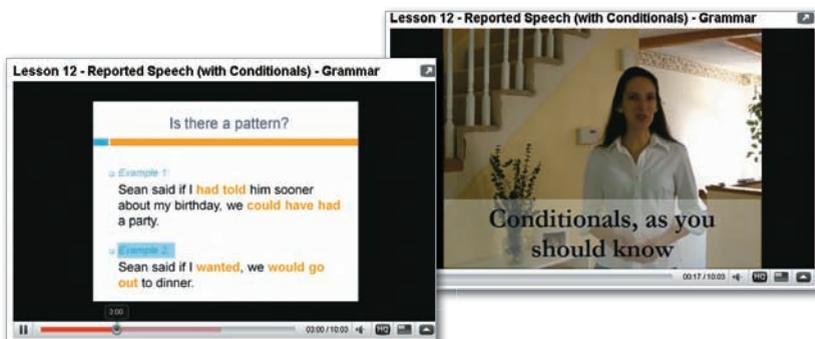 Lesson 12 - Reported Speech (with Conditionals) - Grammar
Is there a pattern?
Example 1:
Sean said if I had told him sooner
about my birthday, we could have had
a party.
Example 2:
Sean said if I wanted, we would go
out to dinner.
3:00
03:00 / 10:03
HQ
Lesson 12 - Reported Speech (with Conditionals) - Grammar
Conditionals, as you
should know
00:17 / 10:03
HQ